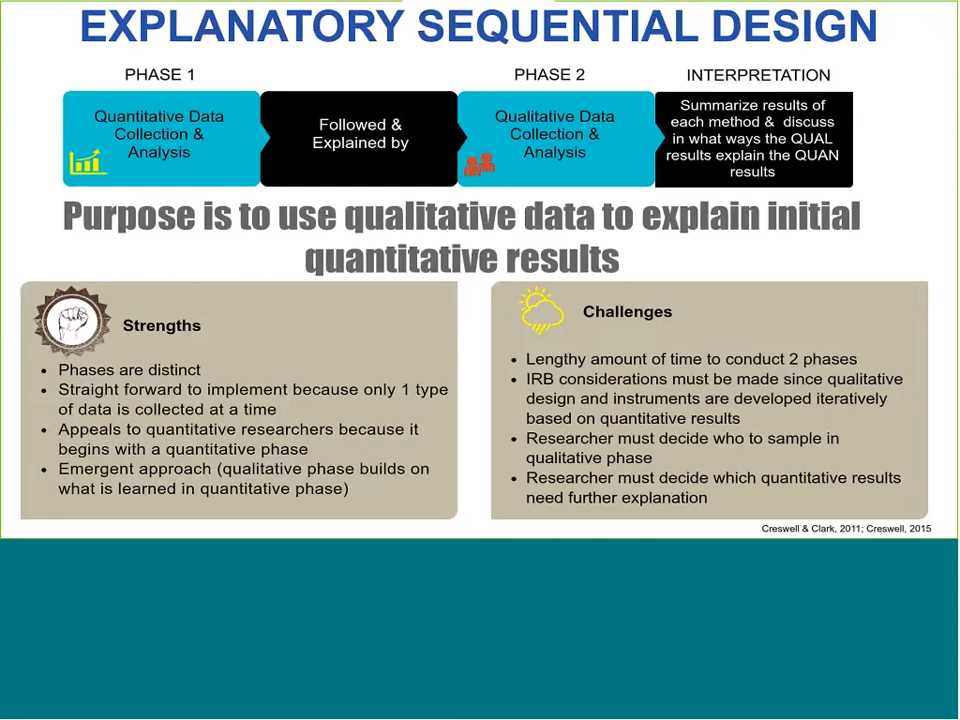 EXPLANATORY SEQUENTIAL DESIGN
PHASE 1
PHASE 2
INTERPRETATION
Quantitative Data
Collection &
Analysis
Followed &
Explained by
Qualitative Data
Collection &
Analysis
Summarize results of
each method & discuss
in what ways the QUAL
results explain the QUAN
results
Purpose is to use qualitative data to explain initial
quantitative results
Strengths
• Phases are distinct
• Straight forward to implement because only 1 type
of data is collected at a time
• Appeals to quantitative researchers because it
begins with a quantitative phase
• Emergent approach (qualitative phase builds on
what is learned in quantitative phase)
Challenges
• Lengthy amount of time to conduct 2 phases
• IRB considerations must be made since qualitative
design and instruments are developed iteratively
based on quantitative results
• Researcher must decide who to sample in
qualitative phase
• Researcher must decide which quantitative results
need further explanation
Creswell & Clark, 2011; Creswell, 2015